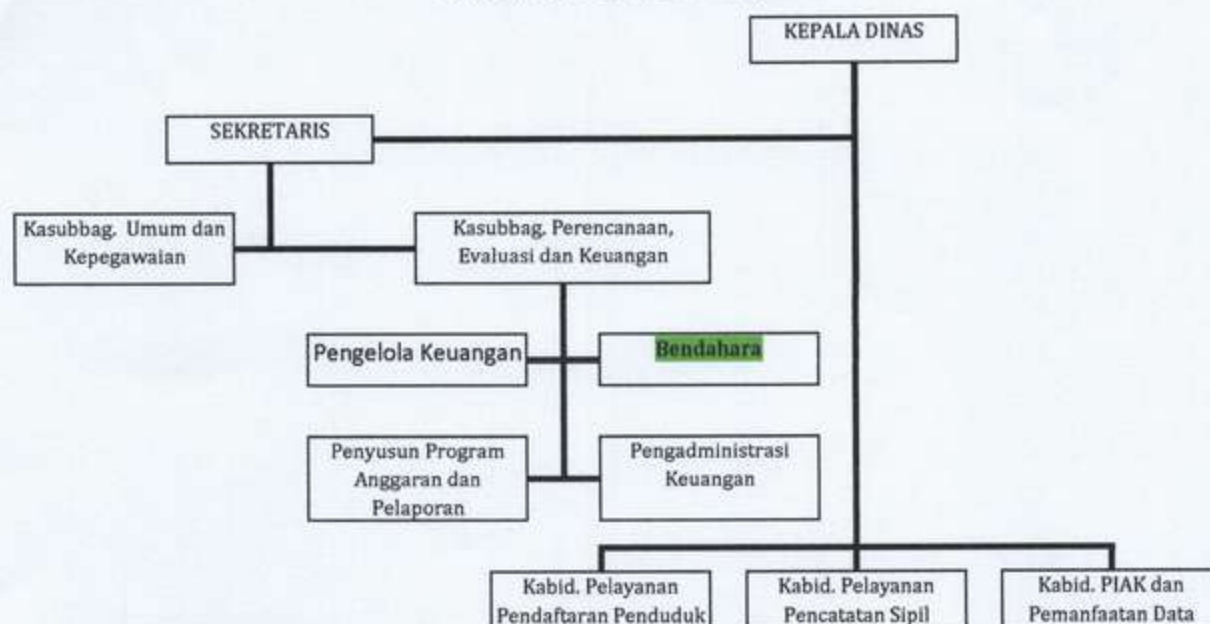 KEPALA DINAS
SEKRETARIS
Kasubbag. Umum dan
Kepegawaian
Kasubbag. Perencanaan,
Evaluasi dan Keuangan
Pengelola Keuangan
Bendahara
Penyusun Program
Anggaran dan
Pelaporan
Pengadministrasi
Keuangan
Kabid. Pelayanan
Pendaftaran Penduduk
Kabid. Pelayanan
Pencatatan Sipil
Kabid. PIAK dan
Pemanfaatan Data